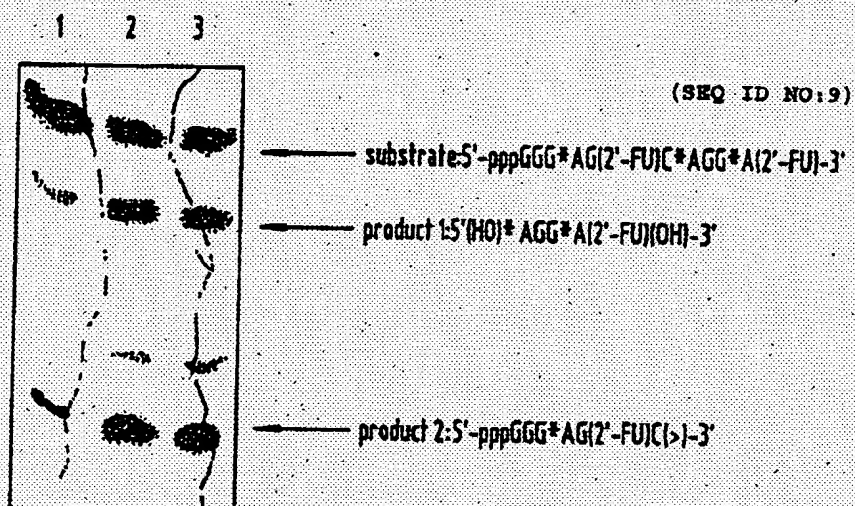 1 2 3
(SEQ ID NO:9)
substrate:5'-pppGGG*AG(2'-FU)C*AGG*A(2'-FU)-3'
product 1:5'(HO)*AGG*A(2'-FU)(OH)-3'
product 2:5'-pppGGG*AG(2'-FU)C(>)-3'